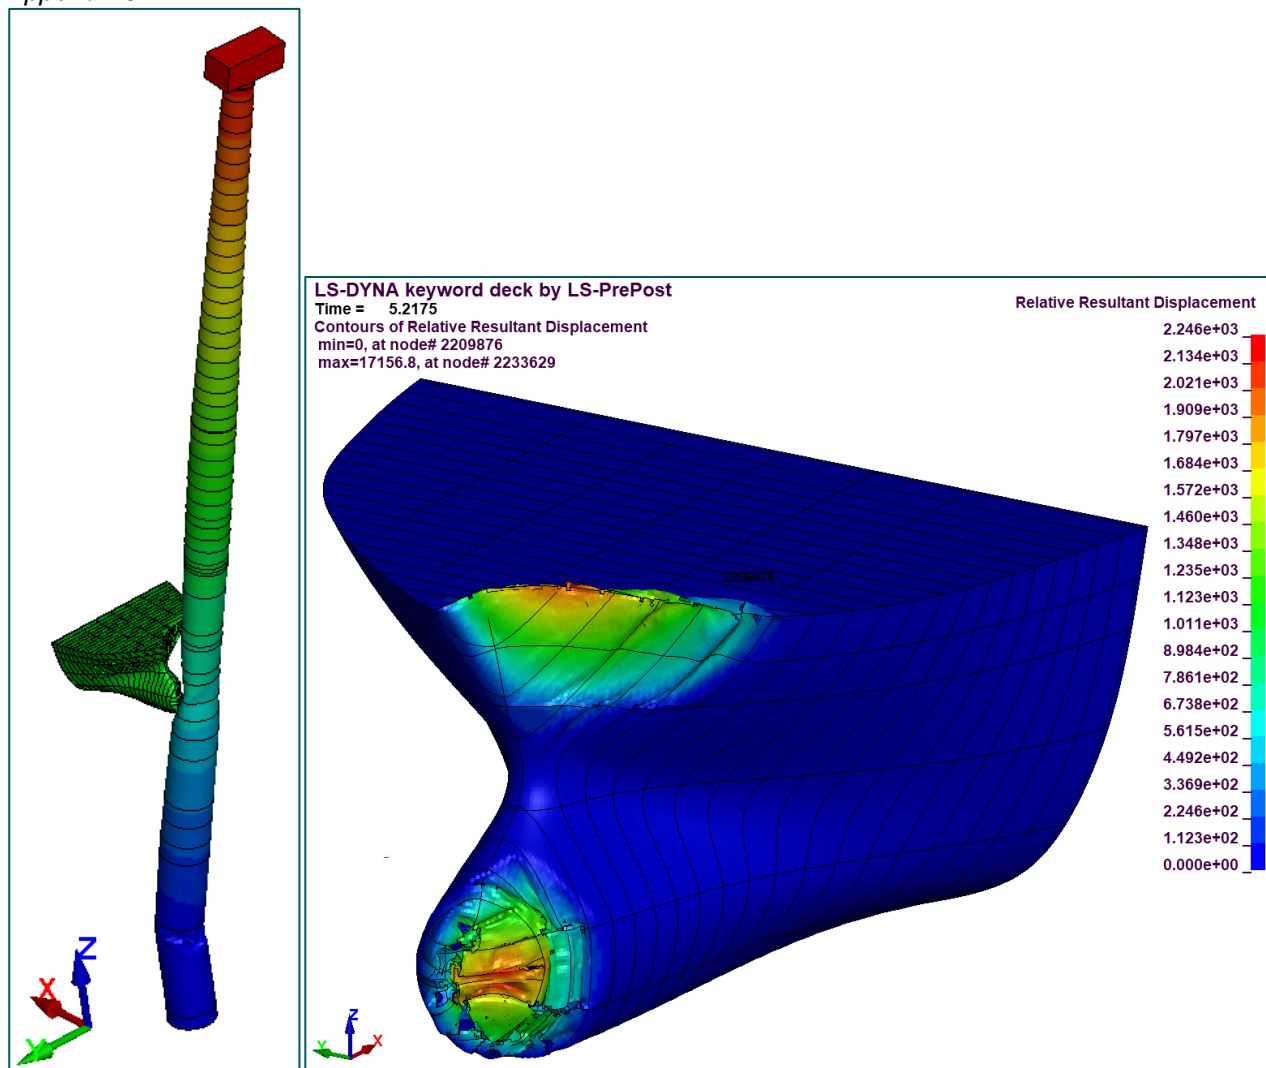 Z
X
Y
LS-DYNA keyword deck by LS-PrePost
Time = 5.2175
Contours of Relative Resultant Displacement
min=0, at node# 2209876
max=17156.8, at node# 2233629
Relative Resultant Displacement
2.246e+03
2.134e+03
2.021e+03
1.909e+03
1.797e+03
1.684e+03
1.572e+03
1.460e+03
1.348e+03
1.235e+03
1.123e+03
1.011e+03
8.984e+02
7.861e+02
6.738e+02
5.615e+02
4.492e+02
3.369e+02
2.246e+02
1.123e+02
0.000e+00
2209876
Z
Y
X